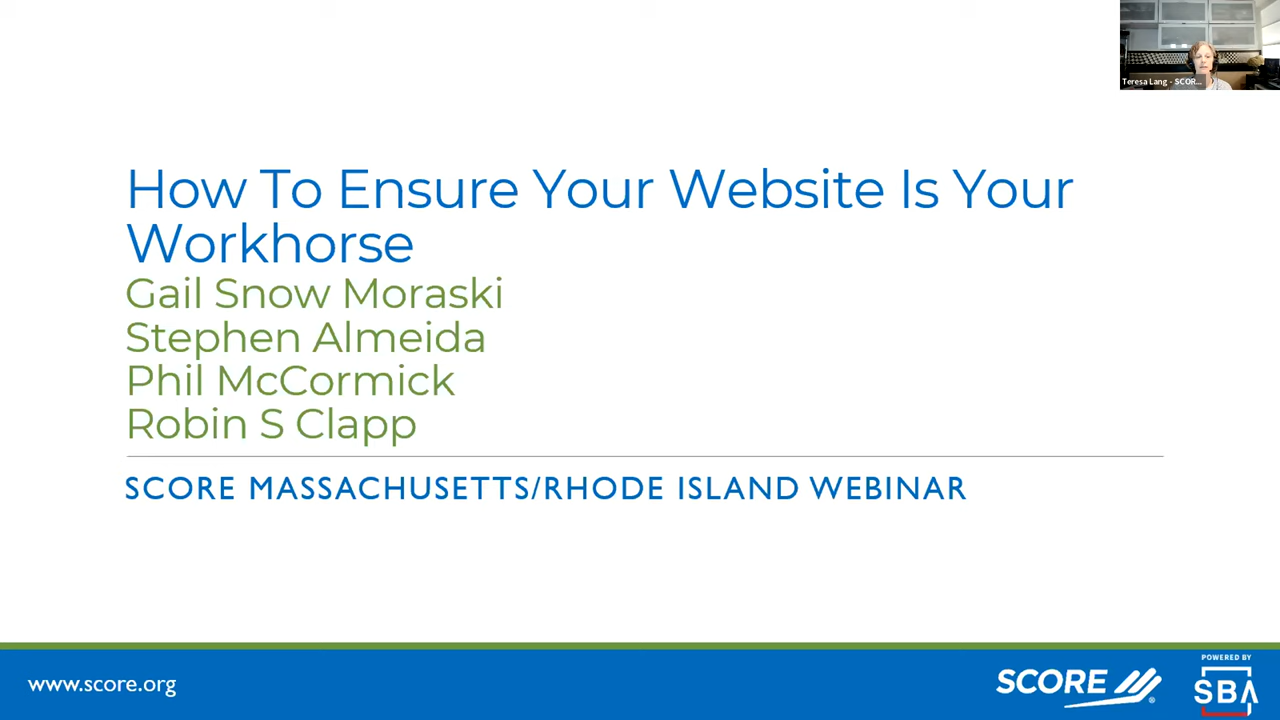 Teresa Lang - SCOR...
How To Ensure Your Website Is Your
Workhorse
Gail Snow Moraski
Stephen Almeida
Phil McCormick
Robin S Clapp
SCORE MASSACHUSETTS/RHODE ISLAND WEBINAR
www.score.org
SCORE
®
POWERED BY
SBA